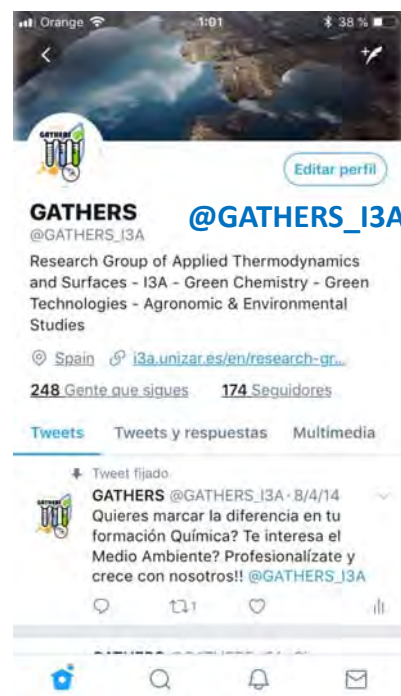 Orange 1:01 38 %
GATHERS
Editar perfil
GATHERS
@GATHERS_I3A
@GATHERS_I3A
Research Group of Applied Thermodynamics
and Surfaces - I3A - Green Chemistry - Green
Technologies - Agronomic & Environmental
Studies
Spain i3a.unizar.es/en/research-gr...
248 Gente que sigues 174 Seguidores
Tweets Tweets y respuestas Multimedia
Tweet fijado
GATHERS @GATHERS_I3A · 8/4/14
Quieres marcar la diferencia en tu
formación Química? Te interesa el
Medio Ambiente? Profesionalízate y
crece con nosotros!! @GATHERS_I3A
1